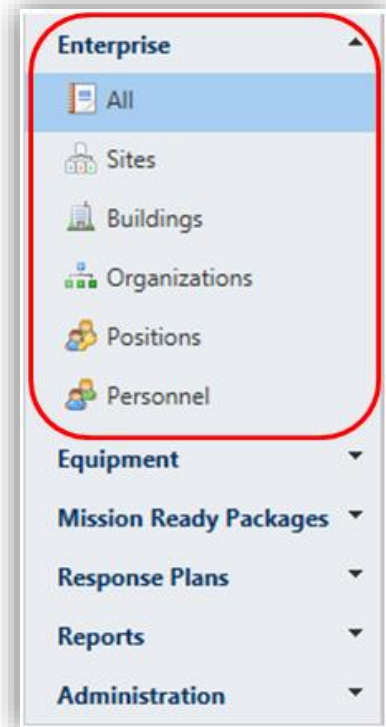 Enterprise
All
Sites
Buildings
Organizations
Positions
Personnel
Equipment
Mission Ready Packages
Response Plans
Reports
Administration